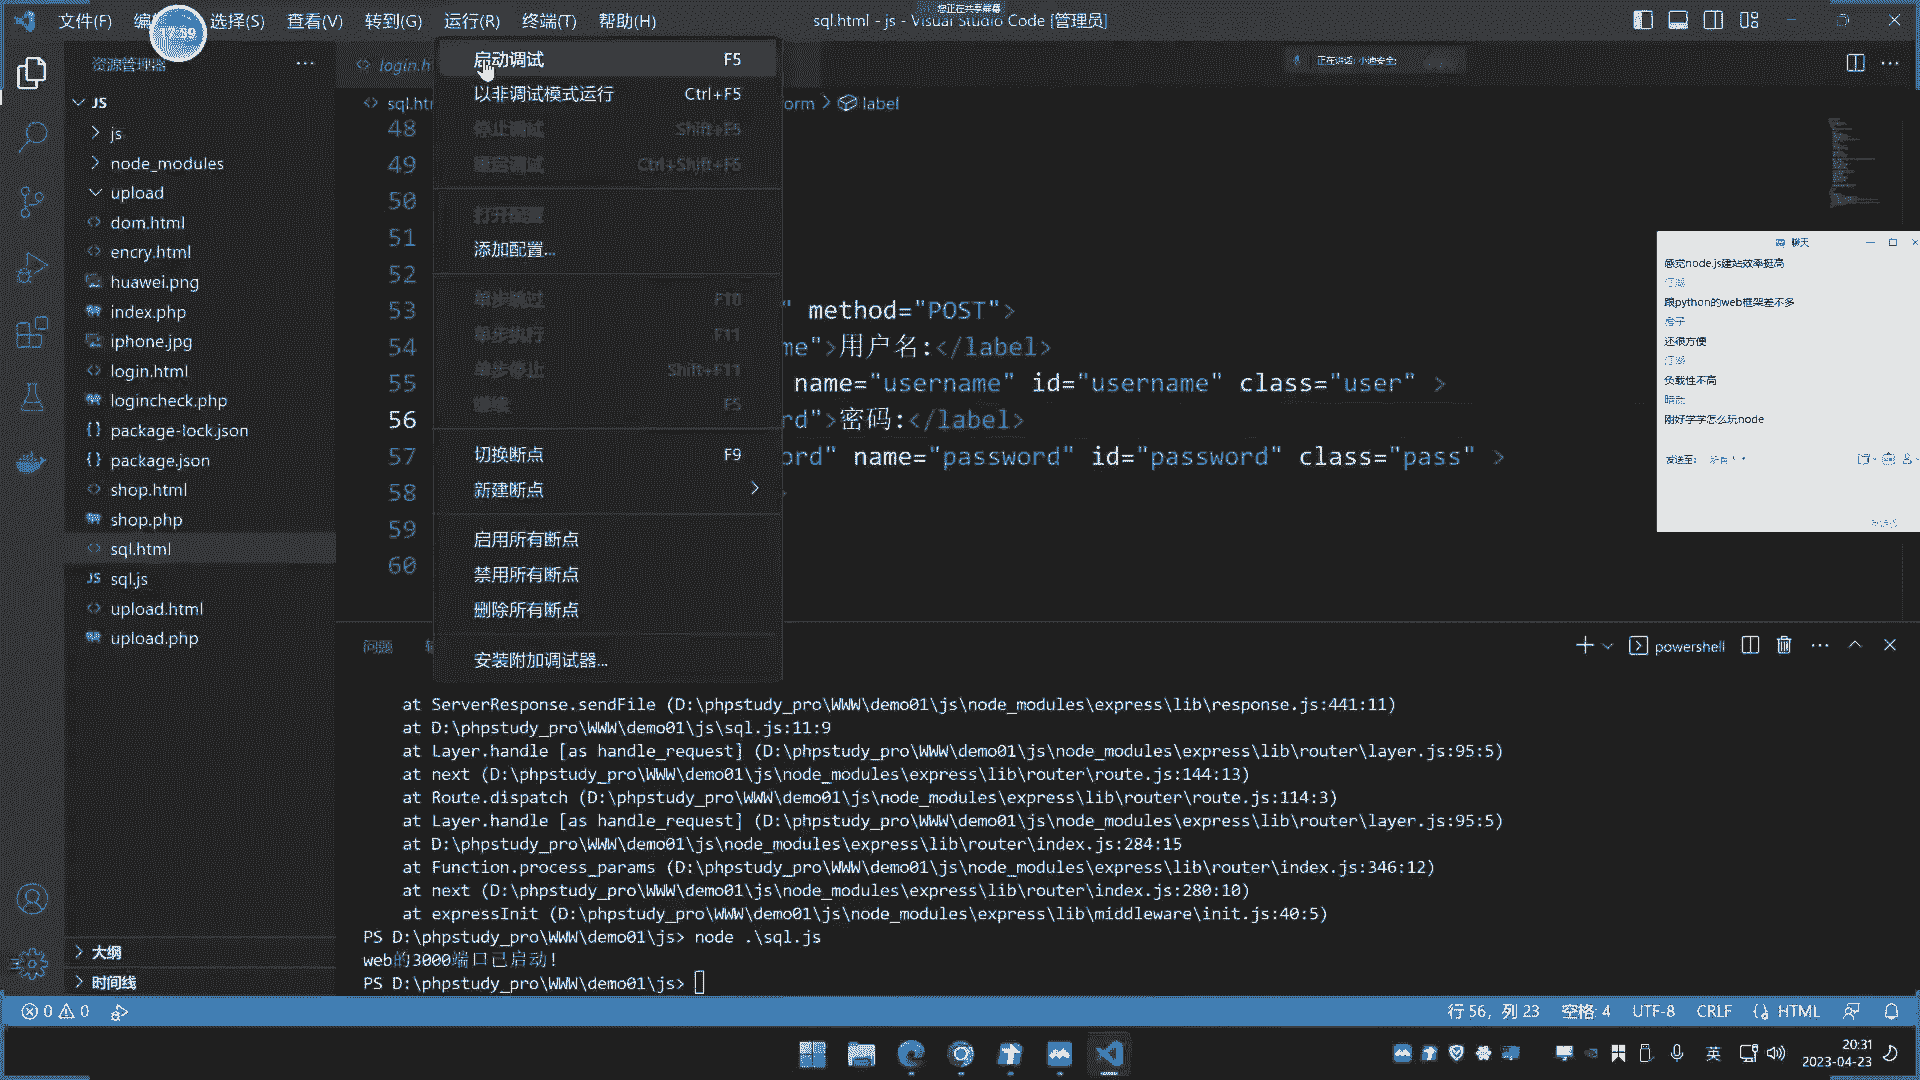 文件(F) 选择(S) 查看(V) 转到(G) 运行(R) 终端(T) 帮助(H)
您正在共享屏幕
sql.html - js - Visual Studio Code [管理员]
17:39
资源管理器
JS
js
node_modules
upload
dom.html
encry.html
huawei.png
index.php
iphone.jpg
login.html
logincheck.php
package-lock.json
package.json
shop.html
shop.php
sql.html
sql.js
upload.html
upload.php
大纲
时间线
login.h
正在讲话: 小迪安全;
启动调试 F5
以非调试模式运行 Ctrl+F5
停止调试 Shift+F5
重启调试 Ctrl+Shift+F5
打开配置
添加配置...
单步跳过 F10
单步执行 F11
单步停止 Shift+F11
继续 F5
切换断点 F9
新建断点
启用所有断点
禁用所有断点
删除所有断点
安装附加调试器...
orm > label
48
49
50
51
52
53 " method="POST">
54 me">用户名:</label>
55 name="username" id="username" class="user" >
56 rd">密码:</label>
57 ord" name="password" id="password" class="pass" >
58
59
60
聊天
感觉node.js建站效率挺高
跟python的web框架差不多
还很方便
负载性不高
刚好学学怎么玩node
发送至:
问题
powershell
at ServerResponse.sendFile (D:\phpstudy_pro\WWW\demo01\js\node_modules\express\lib\response.js:441:11)
at D:\phpstudy_pro\WWW\demo01\js\sql.js:11:9
at Layer.handle [as handle_request] (D:\phpstudy_pro\WWW\demo01\js\node_modules\express\lib\router\layer.js:95:5)
at next (D:\phpstudy_pro\WWW\demo01\js\node_modules\express\lib\router\route.js:144:13)
at Route.dispatch (D:\phpstudy_pro\WWW\demo01\js\node_modules\express\lib\router\route.js:114:3)
at Layer.handle [as handle_request] (D:\phpstudy_pro\WWW\demo01\js\node_modules\express\lib\router\layer.js:95:5)
at D:\phpstudy_pro\WWW\demo01\js\node_modules\express\lib\router\index.js:284:15
at Function.process_params (D:\phpstudy_pro\WWW\demo01\js\node_modules\express\lib\router\index.js:346:12)
at next (D:\phpstudy_pro\WWW\demo01\js\node_modules\express\lib\router\index.js:280:10)
at expressInit (D:\phpstudy_pro\WWW\demo01\js\node_modules\express\lib\middleware\init.js:40:5)
PS D:\phpstudy_pro\WWW\demo01\js> node .\sql.js
web的3000端口已启动!
PS D:\phpstudy_pro\WWW\demo01\js>
0 0
行 56，列 23 空格: 4 UTF-8 CRLF HTML
英
20:31
2023-04-23